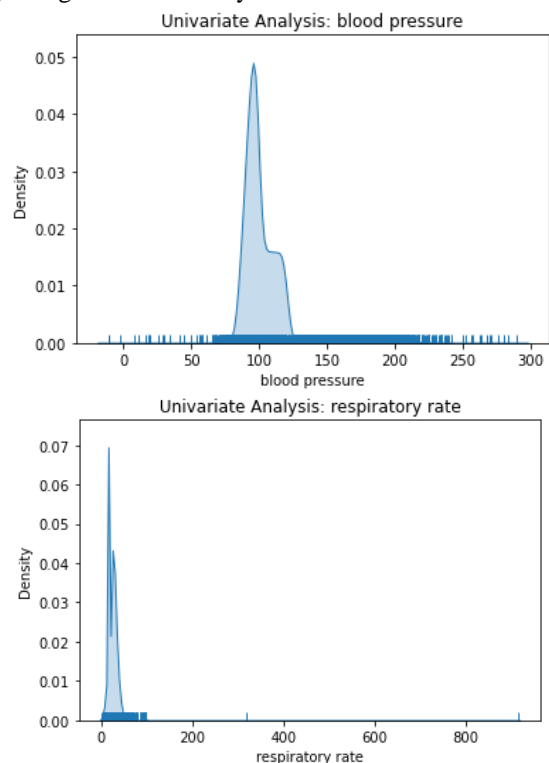 Univariate Analysis: blood pressure
0.05
0.04
0.03
0.02
0.01
0.00
Density
0 50 100 150 200 250 300
blood pressure
Univariate Analysis: respiratory rate
0.07
0.06
0.05
0.04
0.03
0.02
0.01
0.00
Density
0 200 400 600 800
respiratory rate